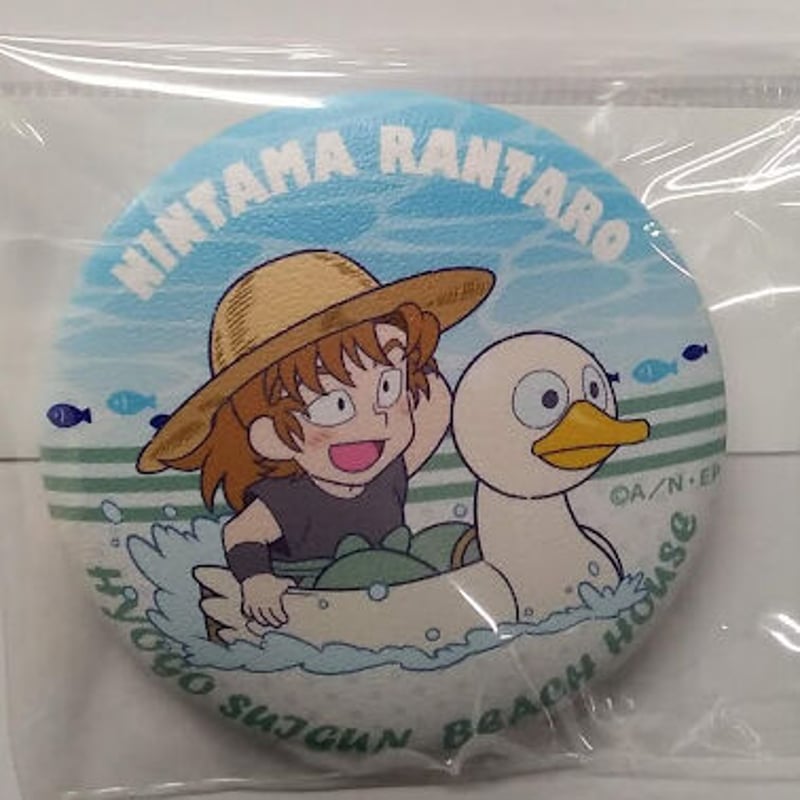 NINTAMA RANTARO
©A/N・EP
HYOGO SUIGUN BEACH HOUSE